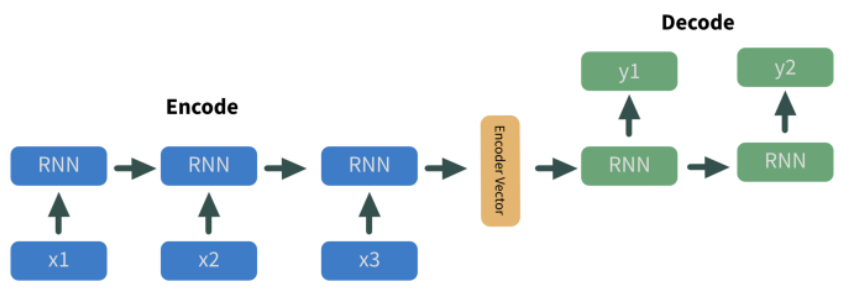 Decode
y1
y2
Encode
Encoder Vector
RNN
RNN
RNN
RNN
RNN
x1
x2
x3